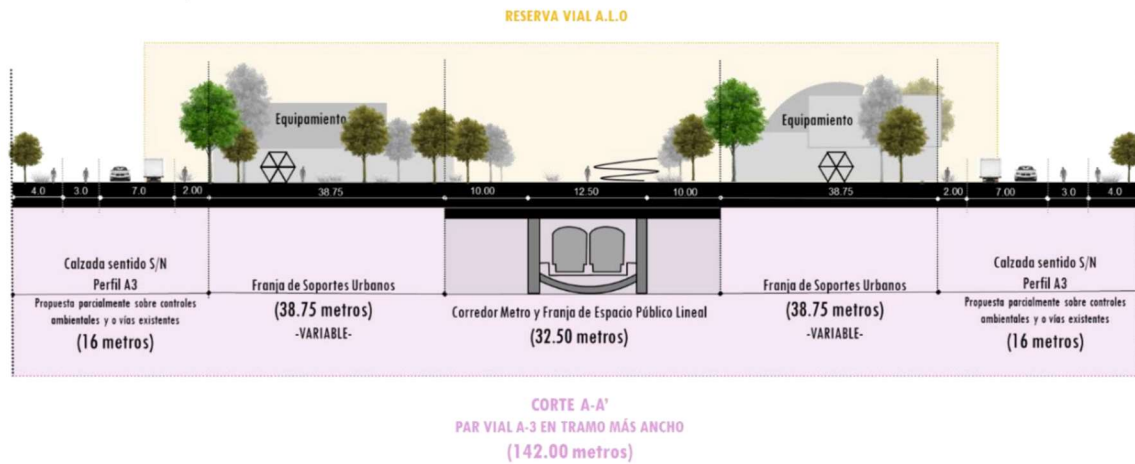 RESERVA VIAL A.L.O
Equipamiento
Equipamiento
4.0 3.0 7.0 2.00 38.75 10.00 12.50 10.00 38.75 2.00 7.00 3.0 4.0
Calzada sentido S/N
Perfil A3
Propuesta parcialmente sobre controles
ambientales y o vías existentes
(16 metros)
Franja de Soportes Urbanos
(38.75 metros)
-VARIABLE-
Corredor Metro y Franja de Espacio Público Lineal
(32.50 metros)
Franja de Soportes Urbanos
(38.75 metros)
-VARIABLE-
Calzada sentido S/N
Perfil A3
Propuesta parcialmente sobre controles
ambientales y o vías existentes
(16 metros)
CORTE A-A'
PAR VIAL A-3 EN TRAMO MÁS ANCHO
(142.00 metros)